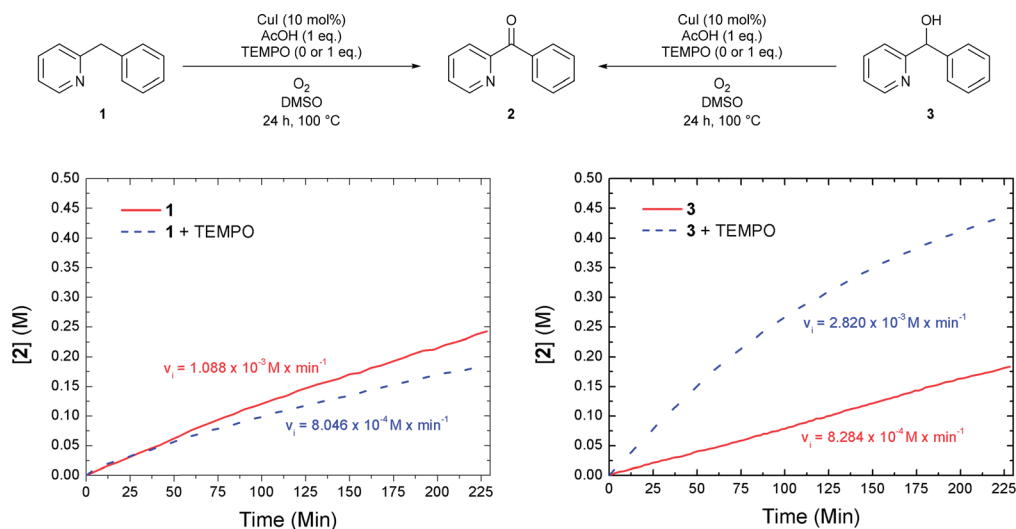 CuI (10 mol%)
AcOH (1 eq.)
TEMPO (0 or 1 eq.)
O₂
DMSO
24 h, 100 °C
N
1
O
N
2
CuI (10 mol%)
AcOH (1 eq.)
TEMPO (0 or 1 eq.)
O₂
DMSO
24 h, 100 °C
OH
N
3
[2] (M)
0.50
0.45
0.40
0.35
0.30
0.25
0.20
0.15
0.10
0.05
0.00
1
1 + TEMPO
vᵢ = 1.088 x 10⁻³ M x min⁻¹
vᵢ = 8.046 x 10⁻⁴ M x min⁻¹
0 25 50 75 100 125 150 175 200 225
Time (Min)
[2] (M)
0.50
0.45
0.40
0.35
0.30
0.25
0.20
0.15
0.10
0.05
0.00
3
3 + TEMPO
vᵢ = 2.820 x 10⁻³ M x min⁻¹
vᵢ = 8.284 x 10⁻⁴ M x min⁻¹
0 25 50 75 100 125 150 175 200 225
Time (Min)